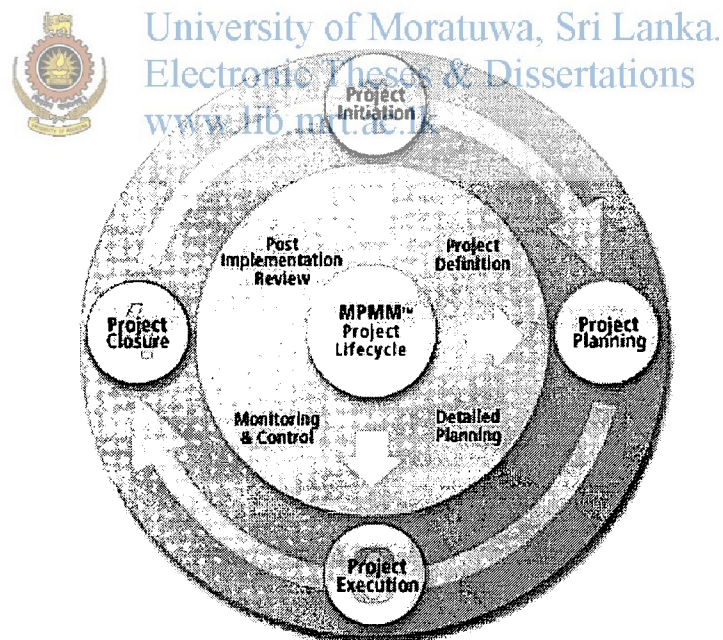 University of Moratuwa, Sri Lanka.
Electronic Theses & Dissertations
www.lib.mrt.ac.lk
Project
Initiation
Post
Implementation
Review
Project
Definition
MPMM™
Project
Lifecycle
Project
Closure
Project
Planning
Monitoring
& Control
Detailed
Planning
Project
Execution